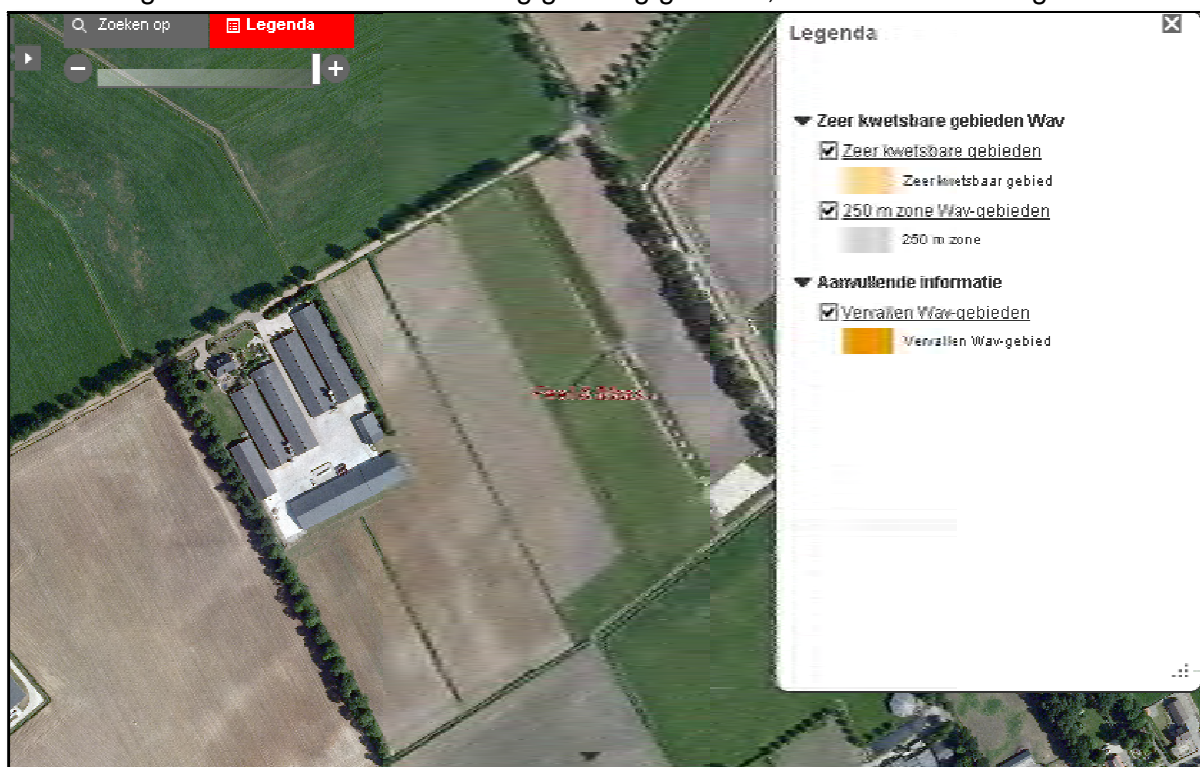 Zoeken op
Legenda
Legenda
Zeer kwetsbare gebieden Wav
Zeer kwetsbare gebieden
Zeer kwetsbaar gebied
250 m zone Wav-gebieden
250 m zone
Aanvullende informatie
Vervallen Wav-gebieden
Vervallen Wav-gebied